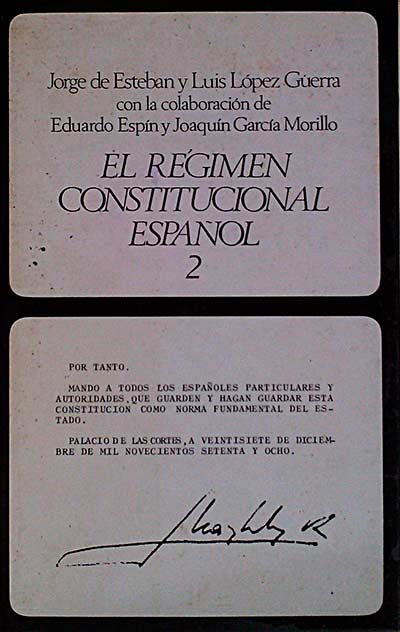 Jorge de Esteban y Luis López Guerra
con la colaboración de
Eduardo Espín y Joaquín García Morillo
EL RÉGIMEN
CONSTITUCIONAL
ESPAÑOL
2
POR TANTO.
MANDO A TODOS LOS ESPAÑOLES PARTICULARES Y
AUTORIDADES, QUE GUARDEN Y HAGAN GUARDAR ESTA
CONSTITUCION COMO NORMA FUNDAMENTAL DEL ES-
TADO.
PALACIO DE LAS CORTES, A VEINTISIETE DE DICIEM-
BRE DE MIL NOVECIENTOS SETENTA Y OCHO.